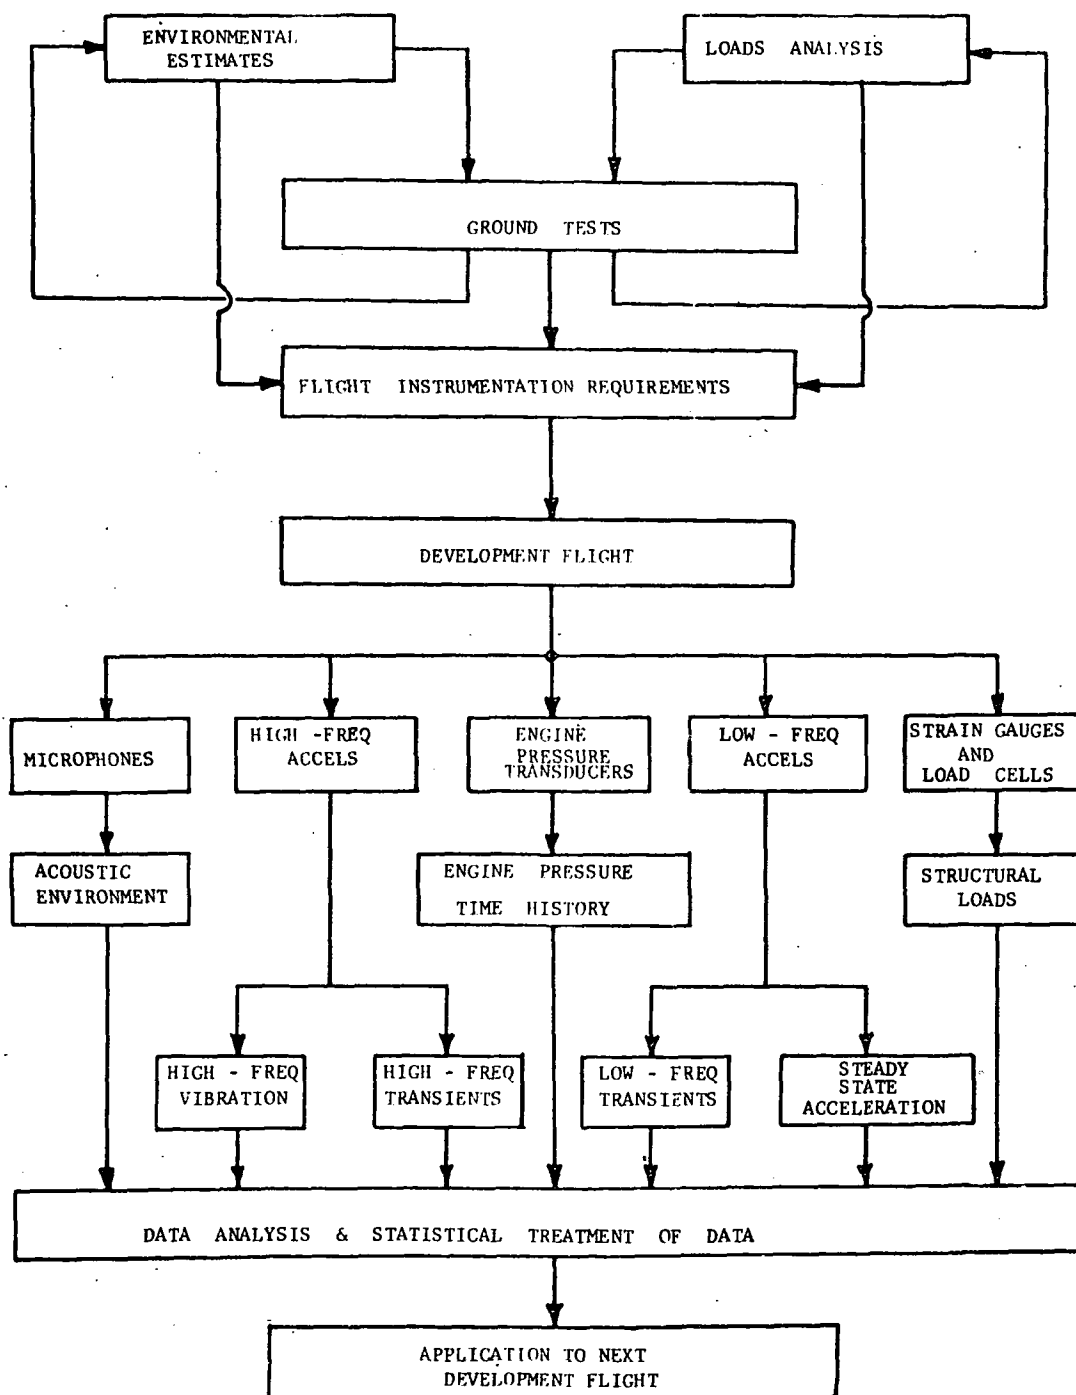 ENVIRONMENTAL
ESTIMATES
LOADS ANALYSIS
GROUND TESTS
FLIGHT INSTRUMENTATION REQUIREMENTS
DEVELOPMENT FLIGHT
MICROPHONES
HIGH -FREQ
ACCELS
ENGINE
PRESSURE
TRANSDUCERS
LOW - FREQ
ACCELS
STRAIN GAUGES
AND
LOAD CELLS
ACOUSTIC
ENVIRONMENT
ENGINE PRESSURE
TIME HISTORY
STRUCTURAL
LOADS
HIGH - FREQ
VIBRATION
HIGH - FREQ
TRANSIENTS
LOW - FREQ
TRANSIENTS
STEADY
STATE
ACCELERATION
DATA ANALYSIS & STATISTICAL TREATMENT OF DATA
APPLICATION TO NEXT
DEVELOPMENT FLIGHT